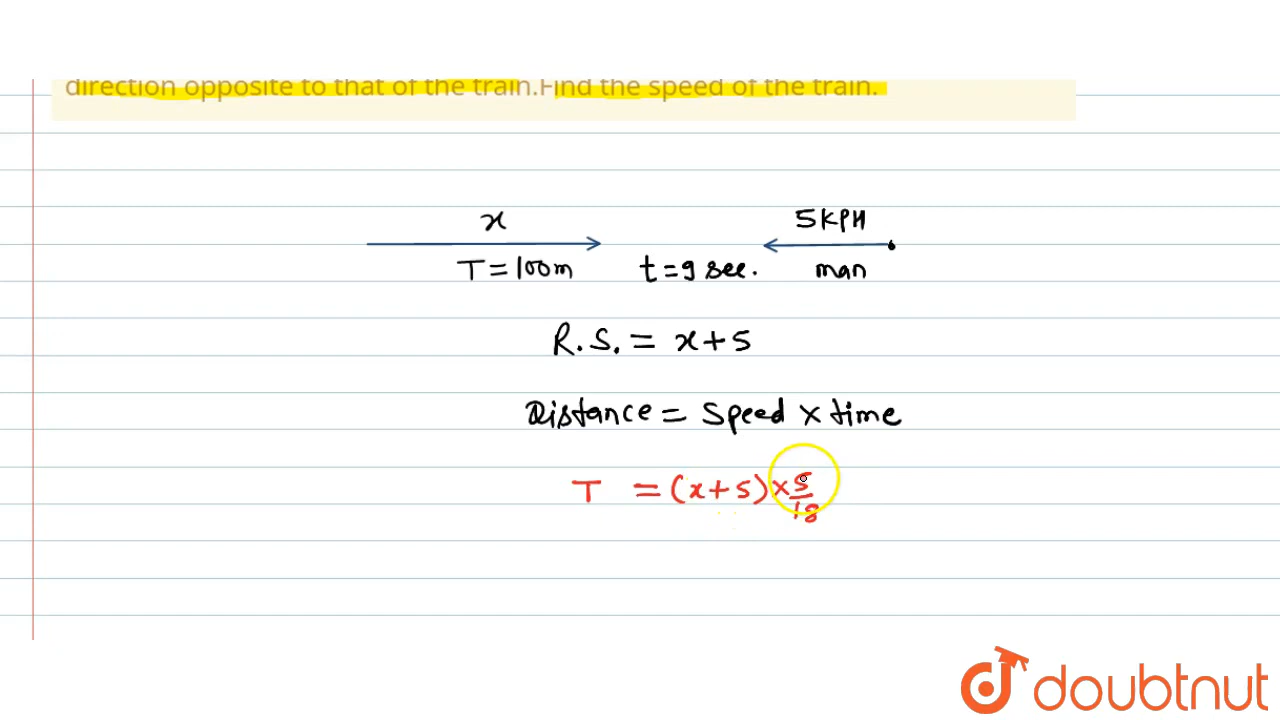 direction opposite to that of the train.Find the speed of the train.
x 5KPH
T = 100m t = 9 sec. man
R.S. = x+5
Distance = Speed × time
T = (x+5) × 5/18
doubtnut